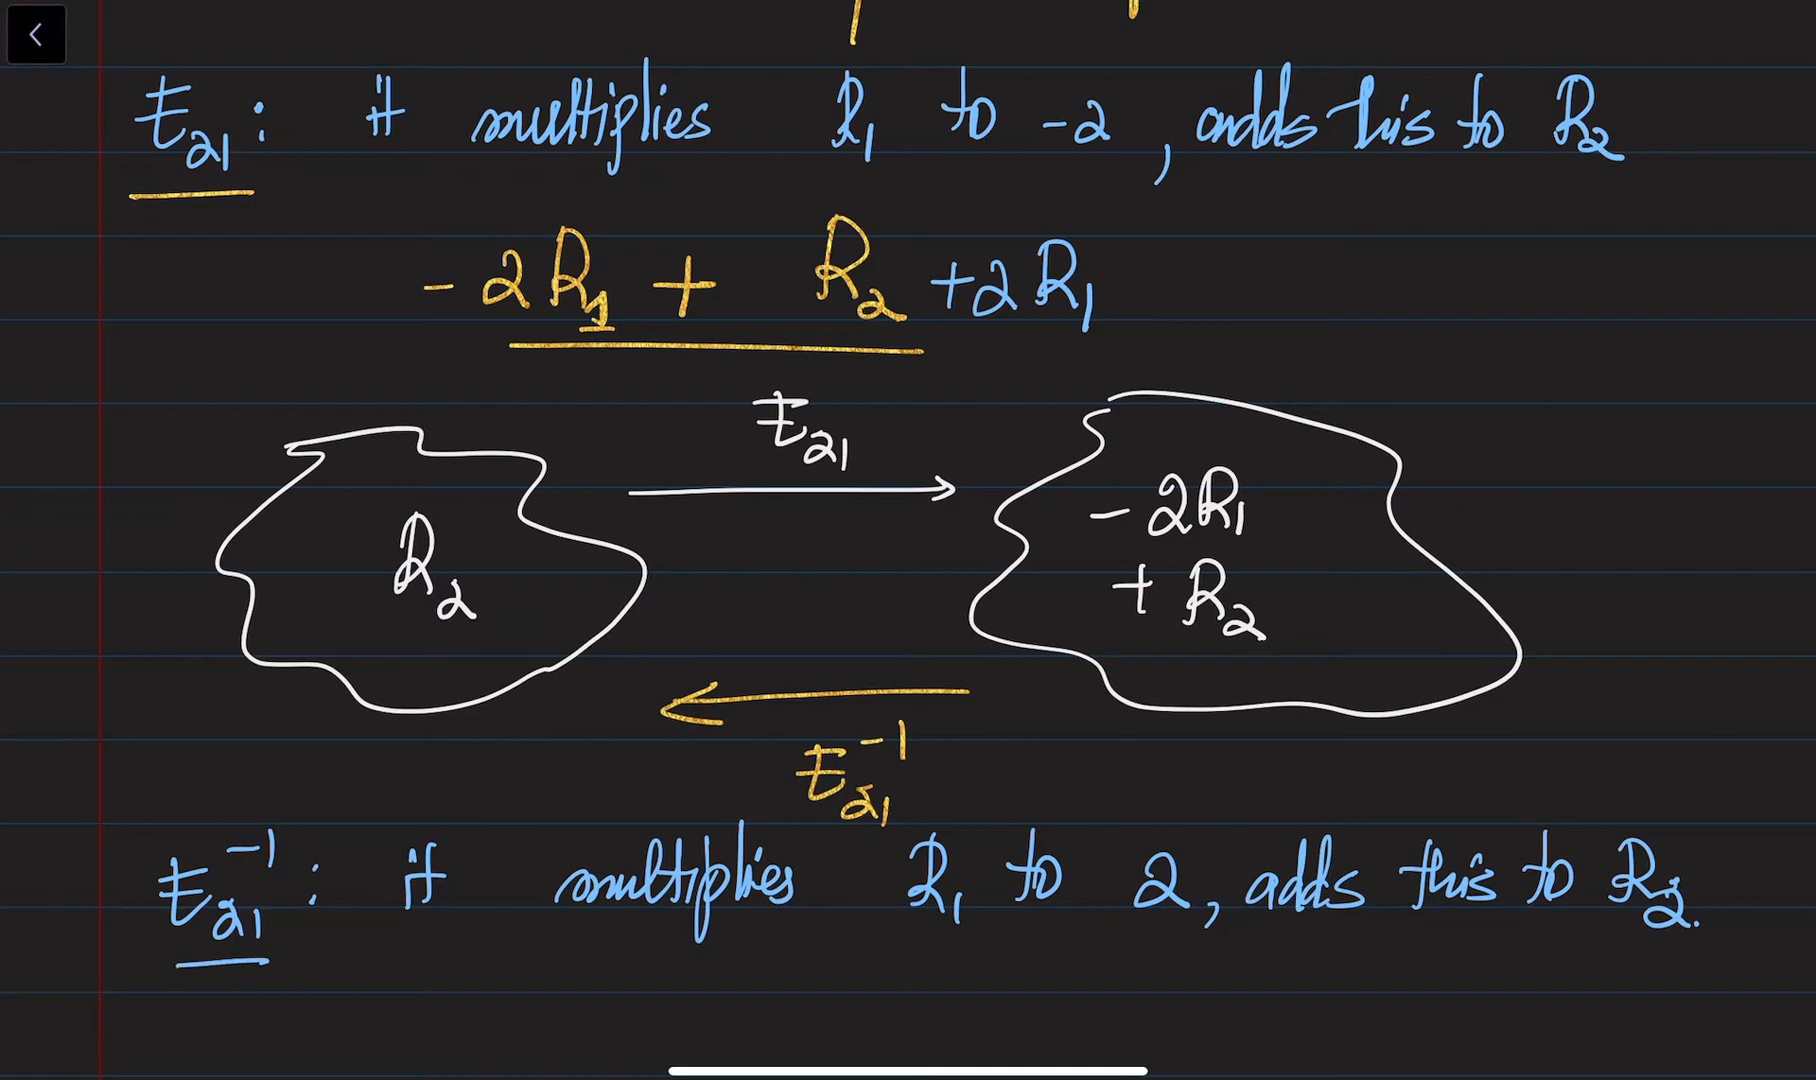 E₂₁ : it multiplies R₁ to -2, adds this to R₂
-2R₁ + R₂ +2R₁
E₂₁
R₂
-2R₁
+ R₂
E₂₁⁻¹
E₂₁⁻¹ : it multiplies R₁ to 2, adds this to R₂.